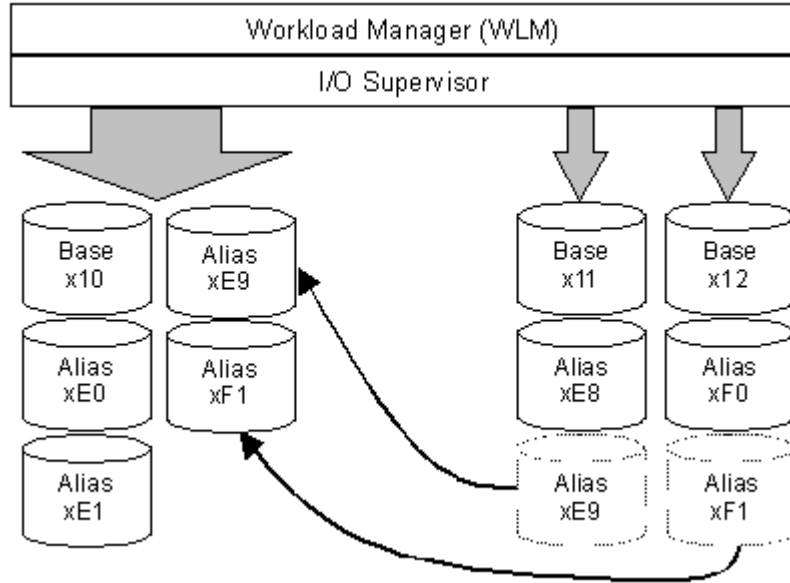 Workload Manager (WLM)
I/O Supervisor
Base
x10
Alias
xE9
Base
x11
Base
x12
Alias
xE0
Alias
xF1
Alias
xE8
Alias
xF0
Alias
xE1
Alias
xE9
Alias
xF1